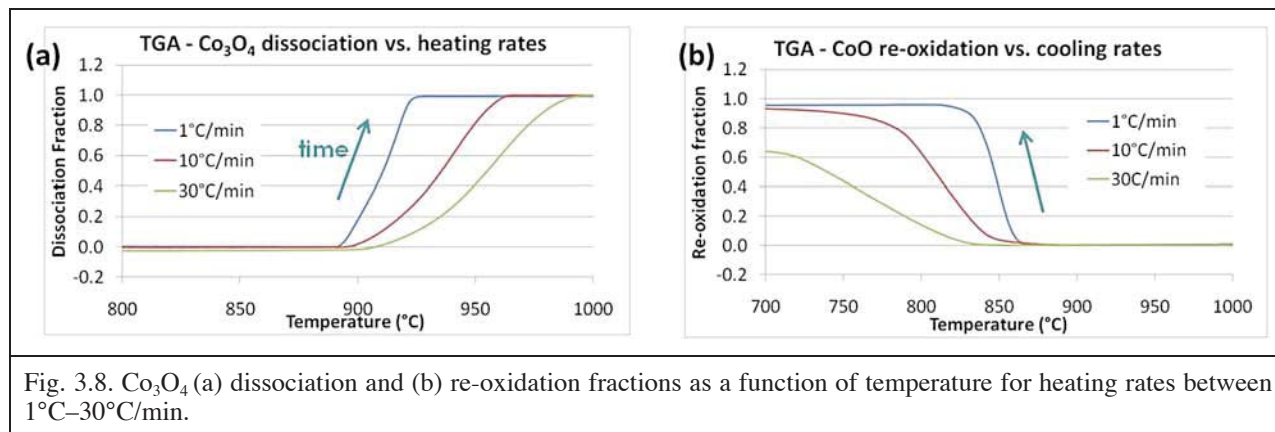 (a)
TGA - Co₃O₄ dissociation vs. heating rates
Dissociation Fraction
1.2
1.0
0.8
0.6
0.4
0.2
0.0
-0.2
1°C/min
10°C/min
30°C/min
time
800 850 900 950 1000
Temperature (°C)
(b)
TGA - CoO re-oxidation vs. cooling rates
Re-oxidation fraction
1.2
1.0
0.8
0.6
0.4
0.2
0.0
-0.2
1°C/min
10°C/min
30C/min
700 750 800 850 900 950 1000
Temperature (°C)
Fig. 3.8. Co₃O₄ (a) dissociation and (b) re-oxidation fractions as a function of temperature for heating rates between
1°C–30°C/min.